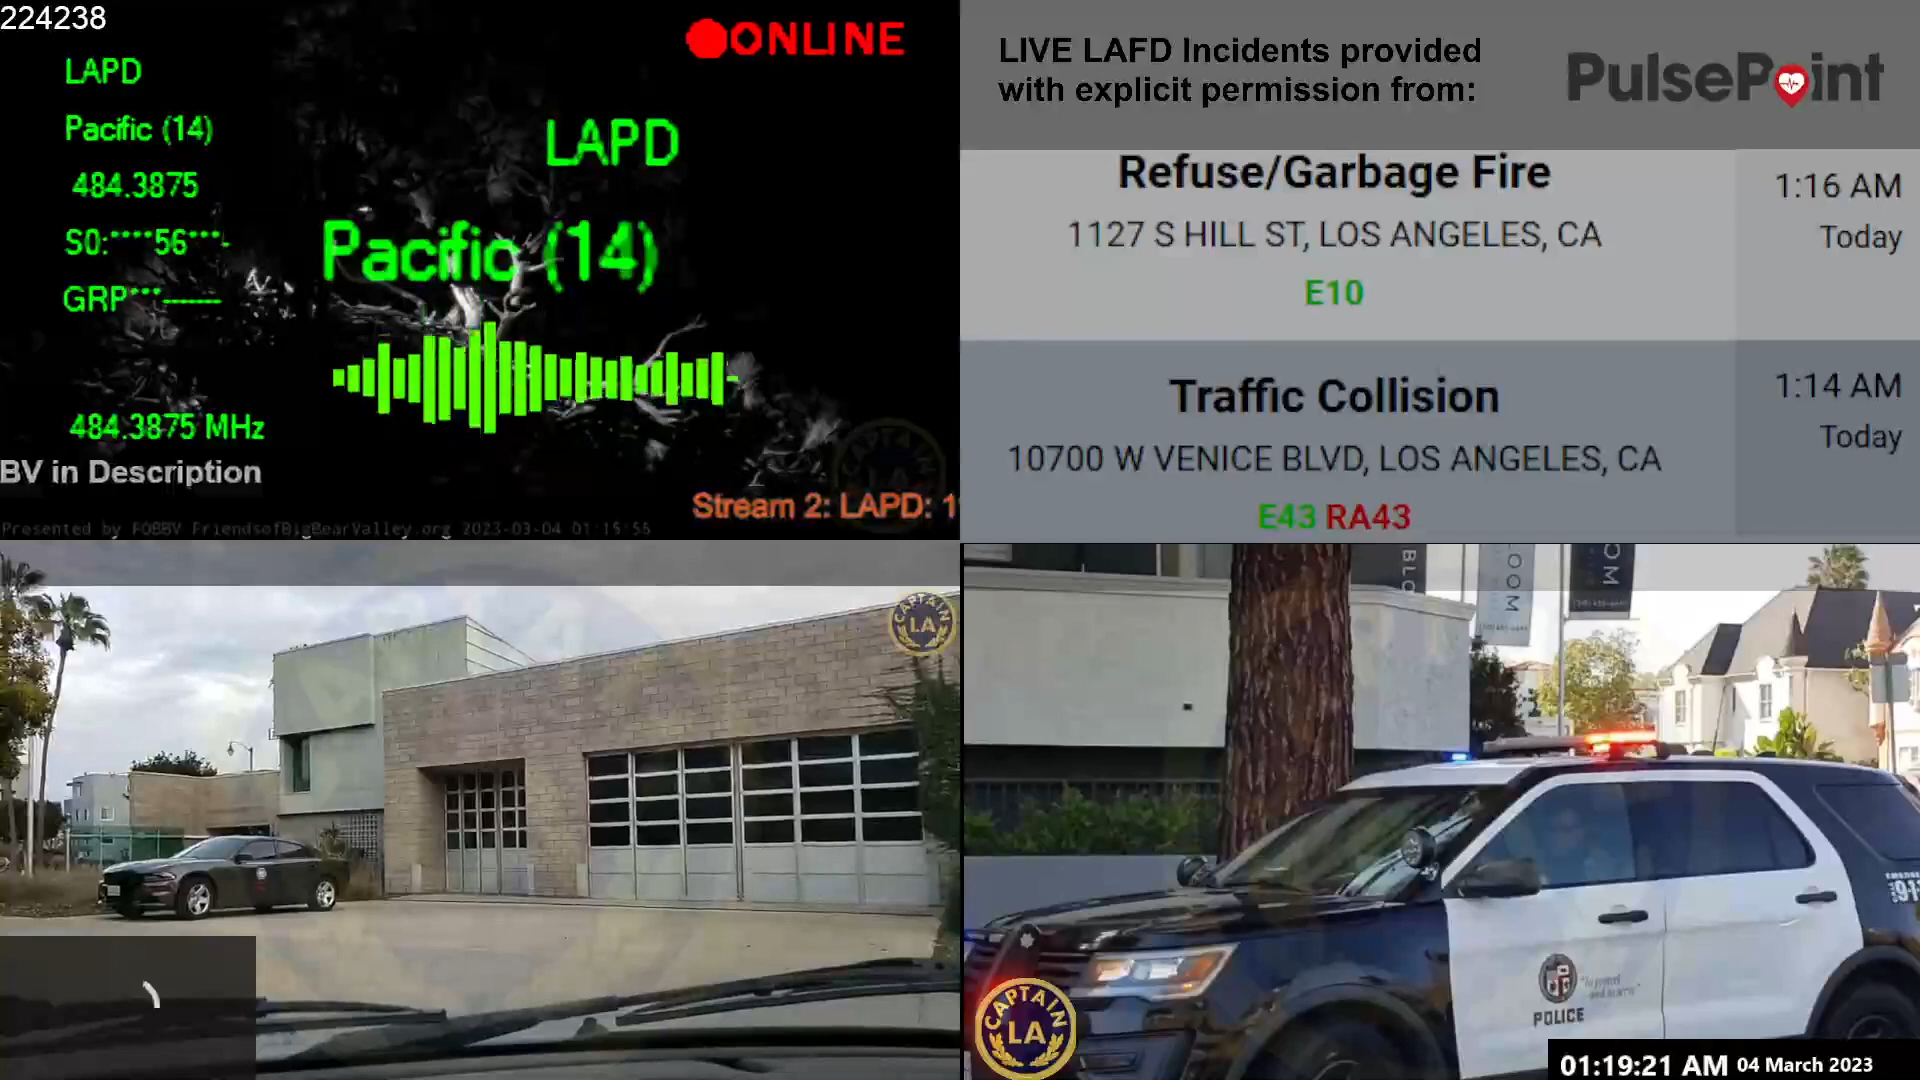 224238
ONLINE
LAPD
Pacific (14)
484.3875
S0:****56***-
GRP***-------
LAPD
Pacific (14)
484.3875 MHz
BV in Description
Stream 2: LAPD: 1
Presented by FOBBV FriendsofBigBearValley.org 2023-03-04 01:15:56
LIVE LAFD Incidents provided
with explicit permission from:
PulsePoint
Refuse/Garbage Fire
1:16 AM
1127 S HILL ST, LOS ANGELES, CA
Today
E10
Traffic Collision
1:14 AM
10700 W VENICE BLVD, LOS ANGELES, CA
Today
E43 RA43
CAPTAIN
LA
POLICE
CAPTAIN
LA
01:19:21 AM 04 March 2023